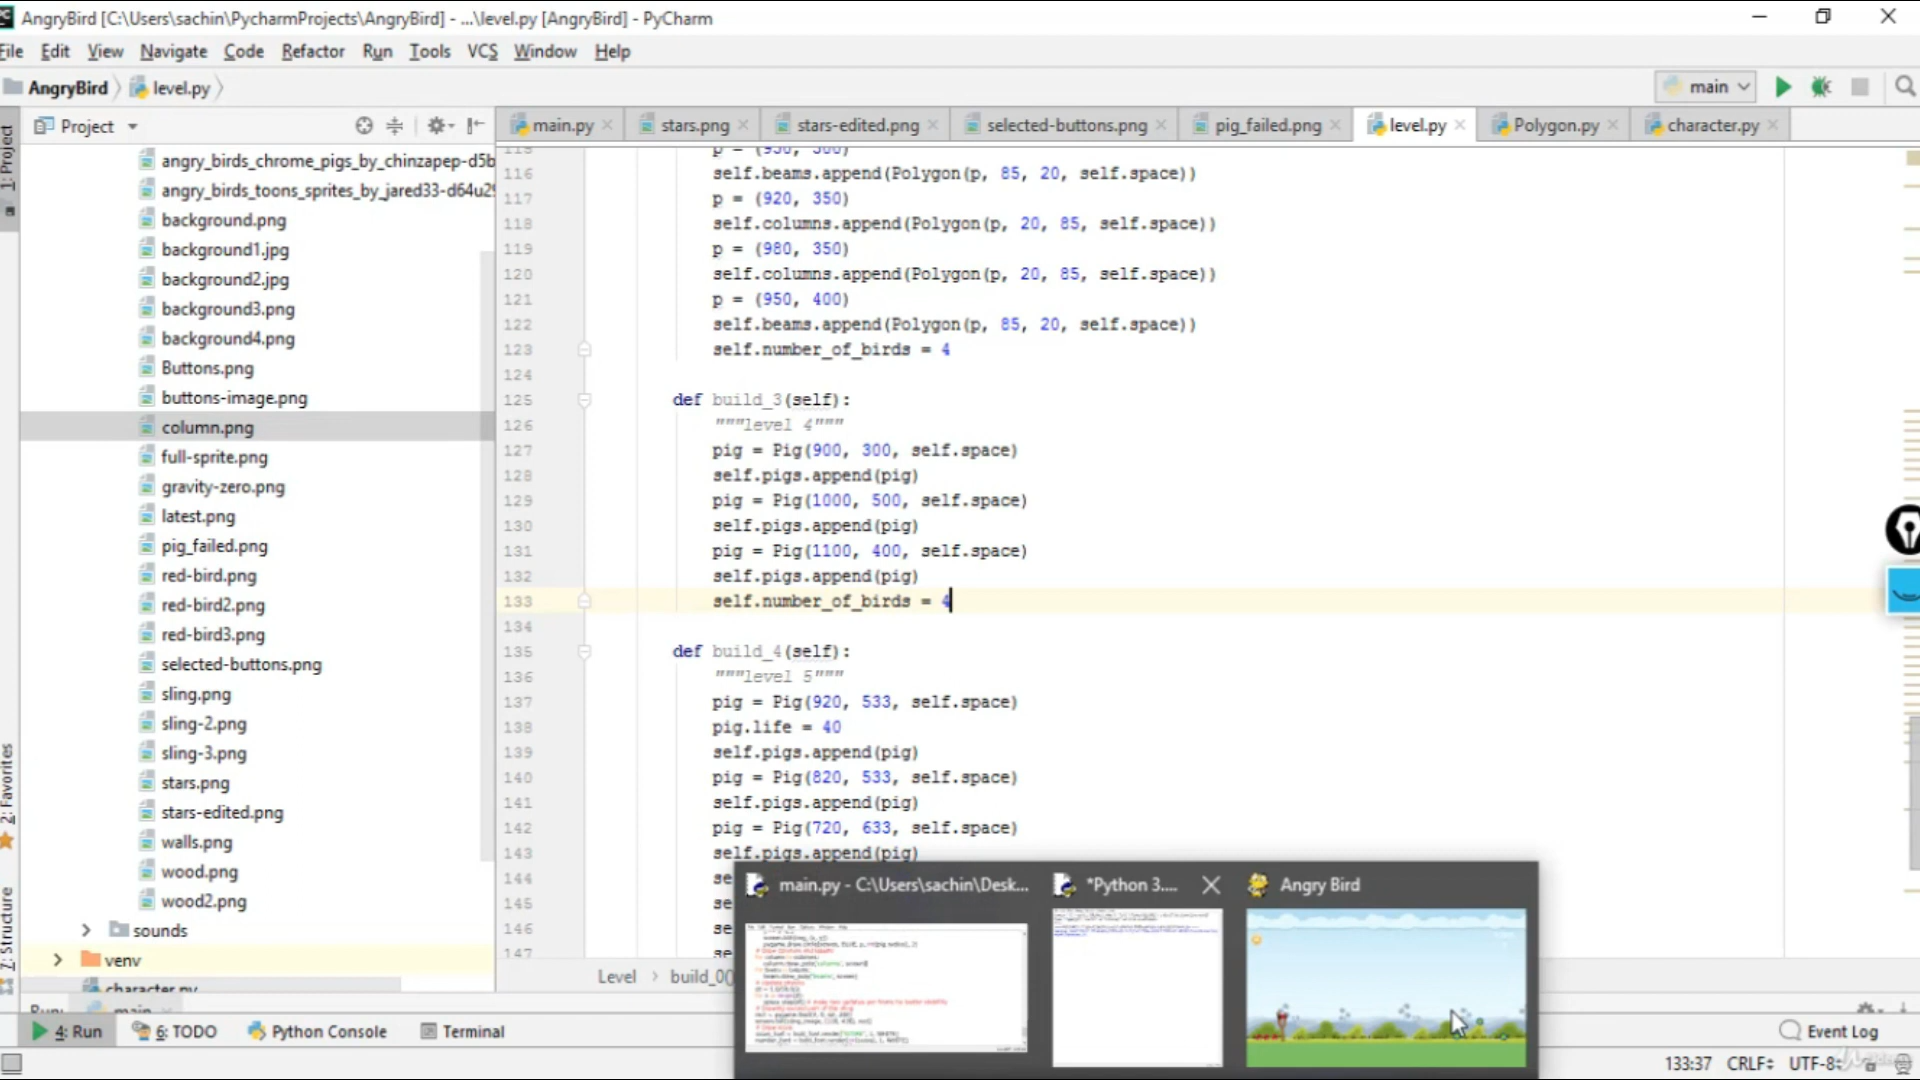 AngryBird [C:\Users\sachin\PycharmProjects\AngryBird] - ...\level.py [AngryBird] - PyCharm
File Edit View Navigate Code Refactor Run Tools VCS Window Help
AngryBird level.py main
1: Project
Project
main.py stars.png stars-edited.png selected-buttons.png pig_failed.png level.py Polygon.py character.py
angry_birds_chrome_pigs_by_chinzapep-d5b
angry_birds_toons_sprites_by_jared33-d64u29
background.png
background1.jpg
background2.jpg
background3.png
background4.png
Buttons.png
buttons-image.png
column.png
full-sprite.png
gravity-zero.png
latest.png
pig_failed.png
red-bird.png
red-bird2.png
red-bird3.png
selected-buttons.png
sling.png
sling-2.png
sling-3.png
stars.png
stars-edited.png
walls.png
wood.png
wood2.png
sounds
venv
character.py
2: Favorites
7: Structure
115 p = (950, 300)
116 self.beams.append(Polygon(p, 85, 20, self.space))
117 p = (920, 350)
118 self.columns.append(Polygon(p, 20, 85, self.space))
119 p = (980, 350)
120 self.columns.append(Polygon(p, 20, 85, self.space))
121 p = (950, 400)
122 self.beams.append(Polygon(p, 85, 20, self.space))
123 self.number_of_birds = 4
124
125 def build_3(self):
126 """level 4"""
127 pig = Pig(900, 300, self.space)
128 self.pigs.append(pig)
129 pig = Pig(1000, 500, self.space)
130 self.pigs.append(pig)
131 pig = Pig(1100, 400, self.space)
132 self.pigs.append(pig)
133 self.number_of_birds = 4
134
135 def build_4(self):
136 """level 5"""
137 pig = Pig(920, 533, self.space)
138 pig.life = 40
139 self.pigs.append(pig)
140 pig = Pig(820, 533, self.space)
141 self.pigs.append(pig)
142 pig = Pig(720, 633, self.space)
143 self.pigs.append(pig)
144 se
145 se
146 se
147 se
Level build_0()
main.py - C:\Users\sachin\Desk...
*Python 3....
Angry Bird
Run: main
4: Run 6: TODO Python Console Terminal Event Log
133:37 CRLF UTF-8